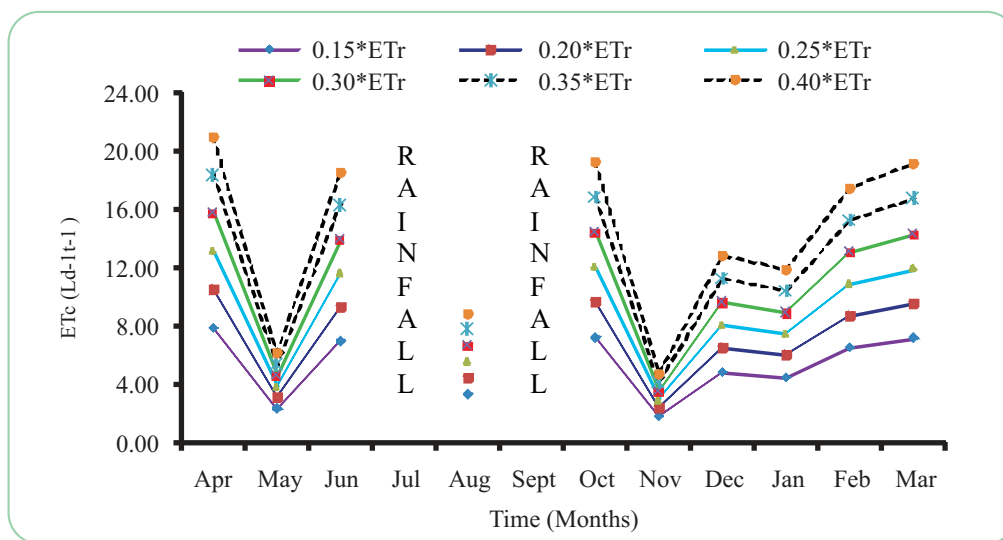 0.15*ETr 0.20*ETr 0.25*ETr
0.30*ETr 0.35*ETr 0.40*ETr
24.00
20.00
16.00
12.00
8.00
4.00
0.00
ETc (Ld-1t-1 )
RAINFALL
RAINFALL
Apr May Jun Jul Aug Sept Oct Nov Dec Jan Feb Mar
Time (Months)